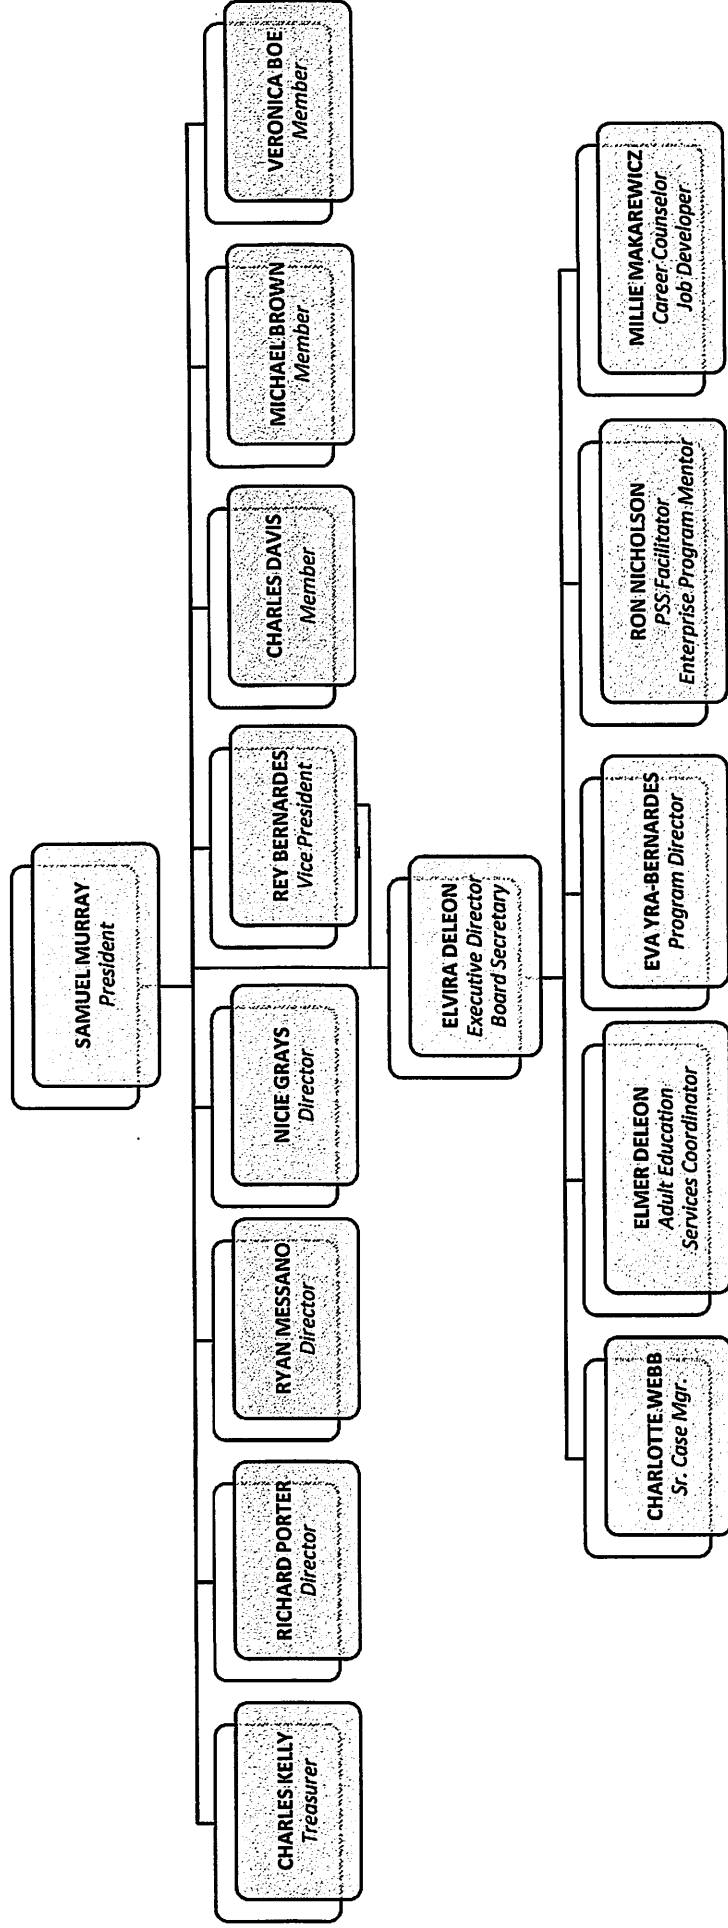 SAMUEL MURRAY
President
CHARLES KELLY
Treasurer
RICHARD PORTER
Director
RYAN MESSANO
Director
NICIE GRAYS
Director
REY BERNARDES
Vice President
CHARLES DAVIS
Member
MICHAEL BROWN
Member
VERONICA BOE
Member
ELVIRA DELEON
Executive Director
Board Secretary
CHARLOTTE WEBB
Sr. Case Mgr.
ELMER DELEON
Adult Education
Services Coordinator
EVA YRA-BERNARDES
Program Director
RON NICHOLSON
PSS Facilitator
Enterprise Program Mentor
MILLIE MAKAREWICZ
Career Counselor
Job Developer